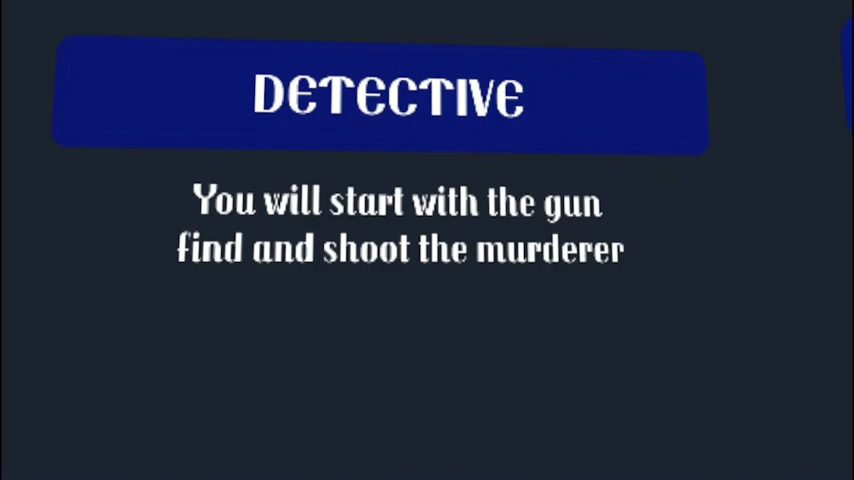 DETECTIVE
You will start with the gun
find and shoot the murderer